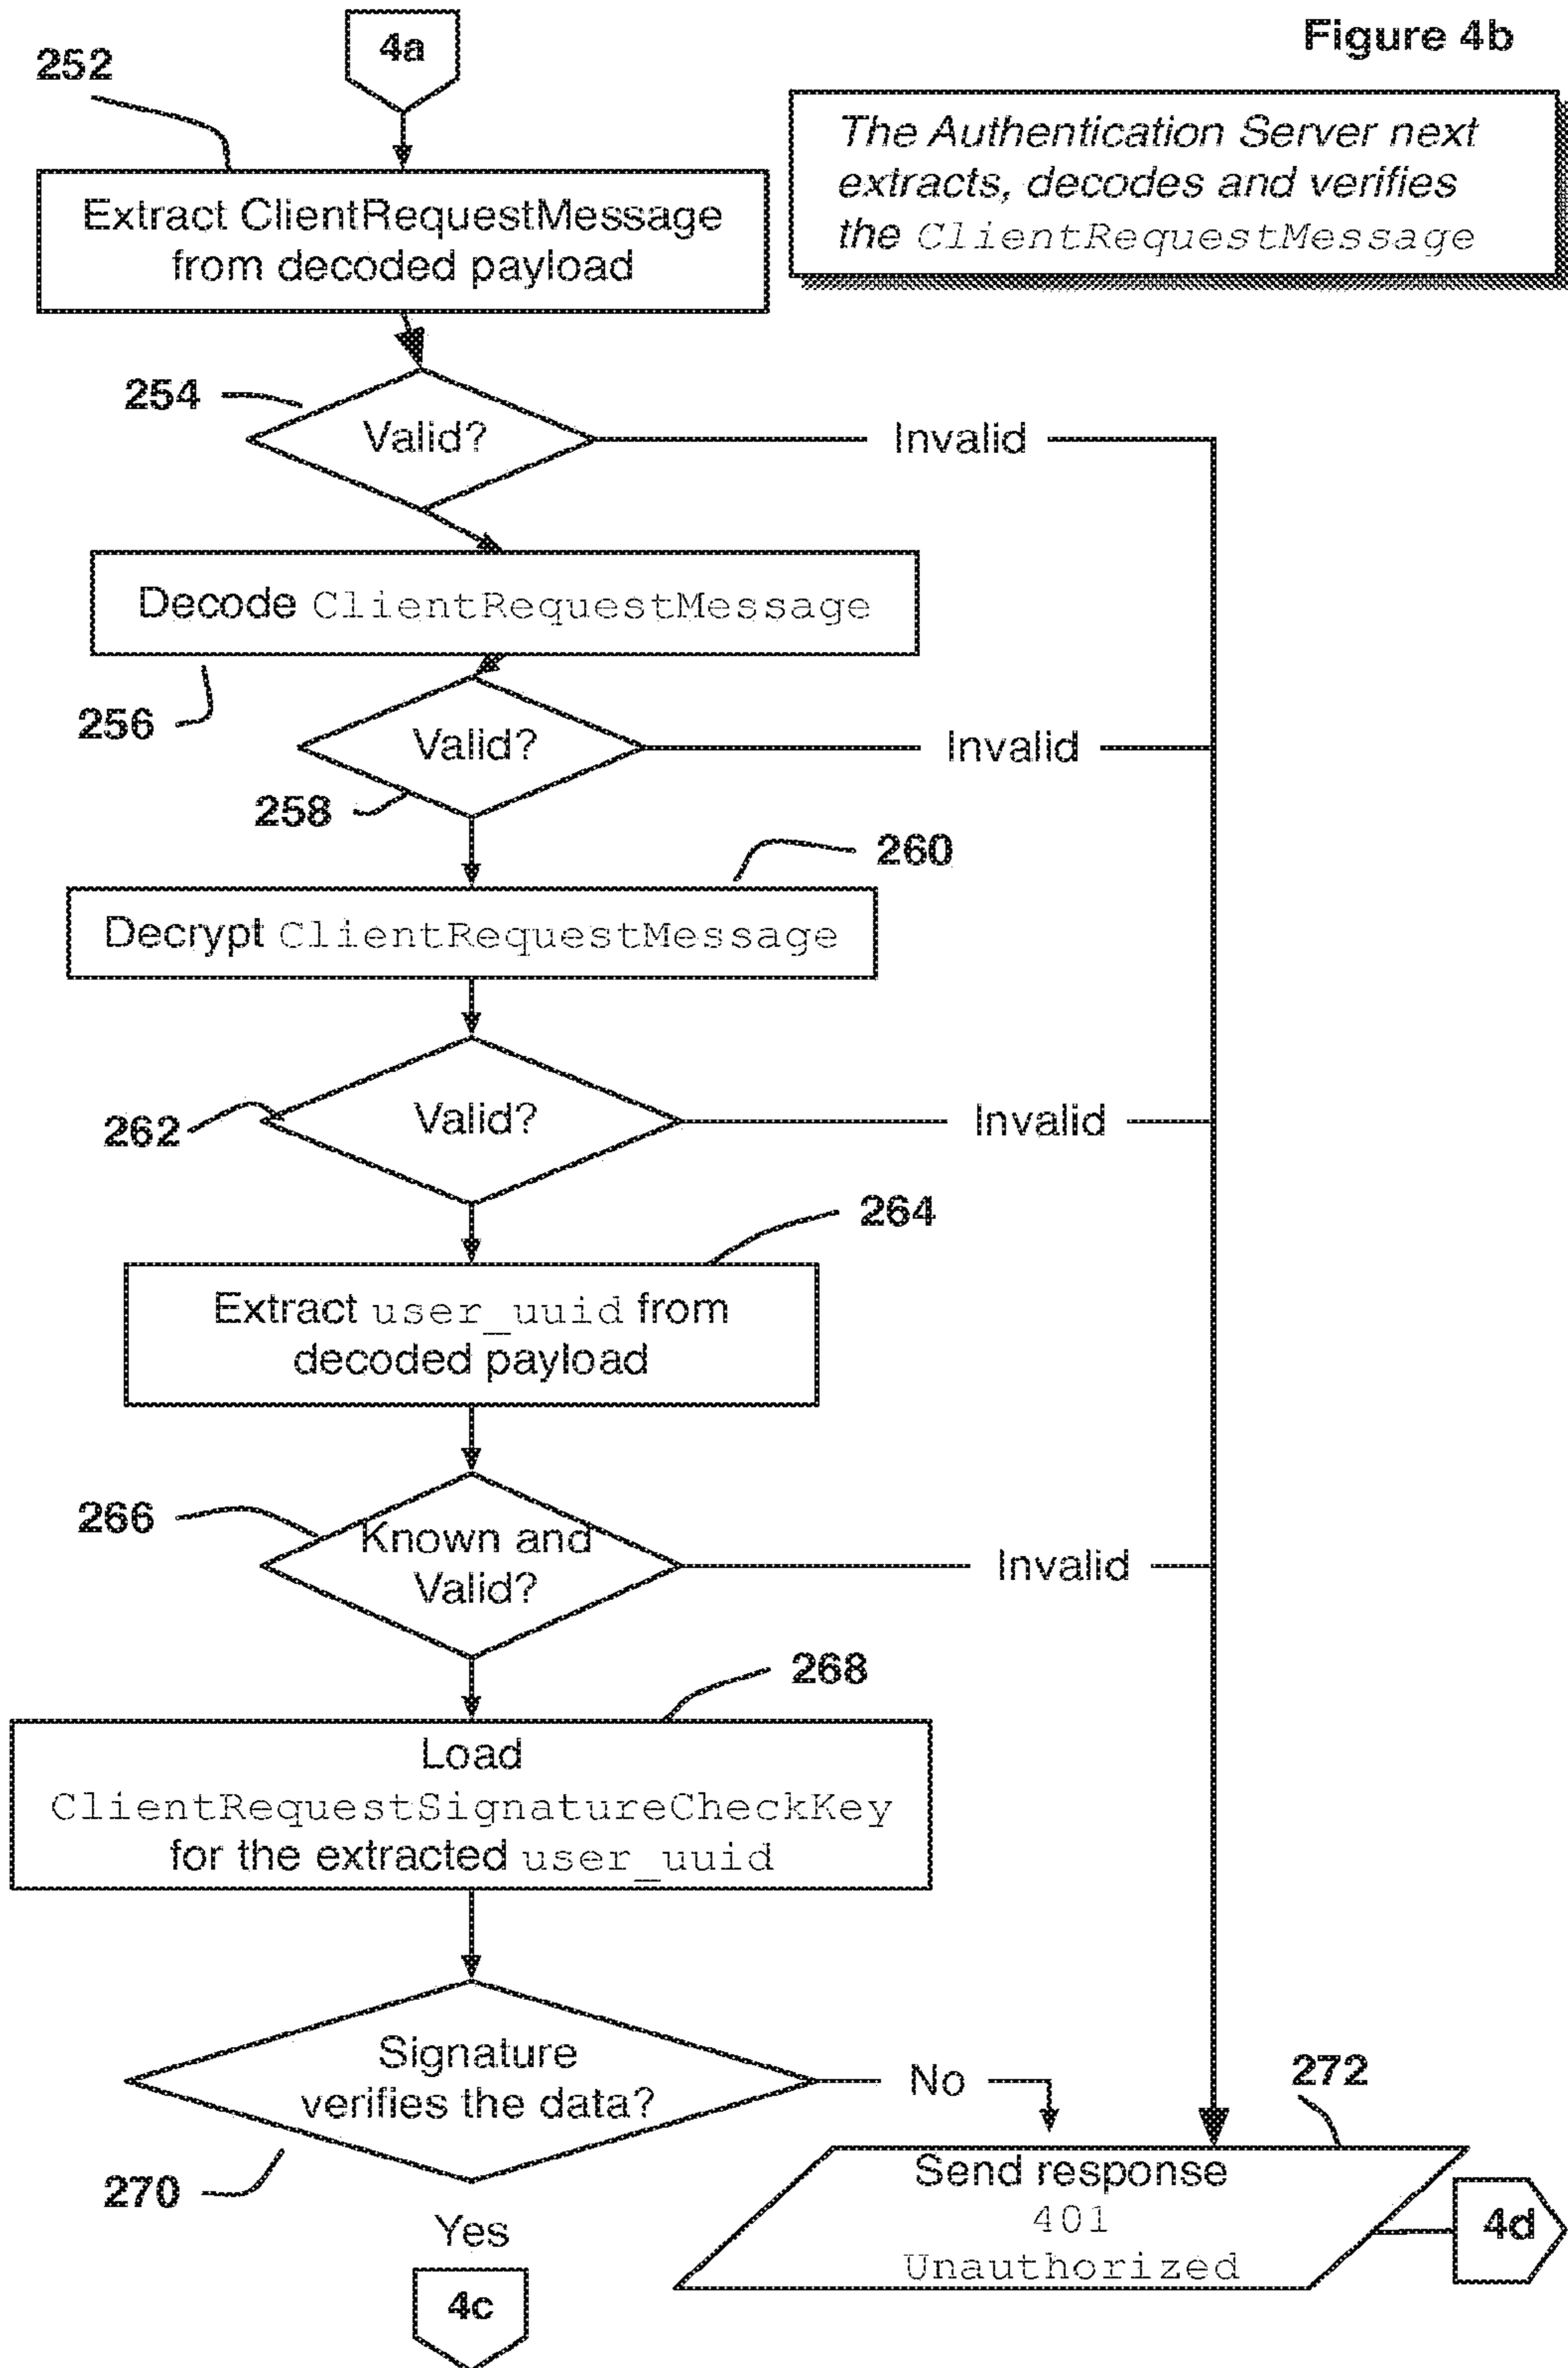 Figure 4b
4a
252
The Authentication Server next
extracts, decodes and verifies
the ClientRequestMessage
Extract ClientRequestMessage
from decoded payload
254
Valid?
Invalid
Decode ClientRequestMessage
256
Valid?
Invalid
258
260
Decrypt ClientRequestMessage
262
Valid?
Invalid
264
Extract user_uuid from
decoded payload
266
Known and
Valid?
Invalid
268
Load
ClientRequestSignatureCheckKey
for the extracted user_uuid
Signature
verifies the data?
No
272
270
Send response
401
Unauthorized
4d
Yes
4c